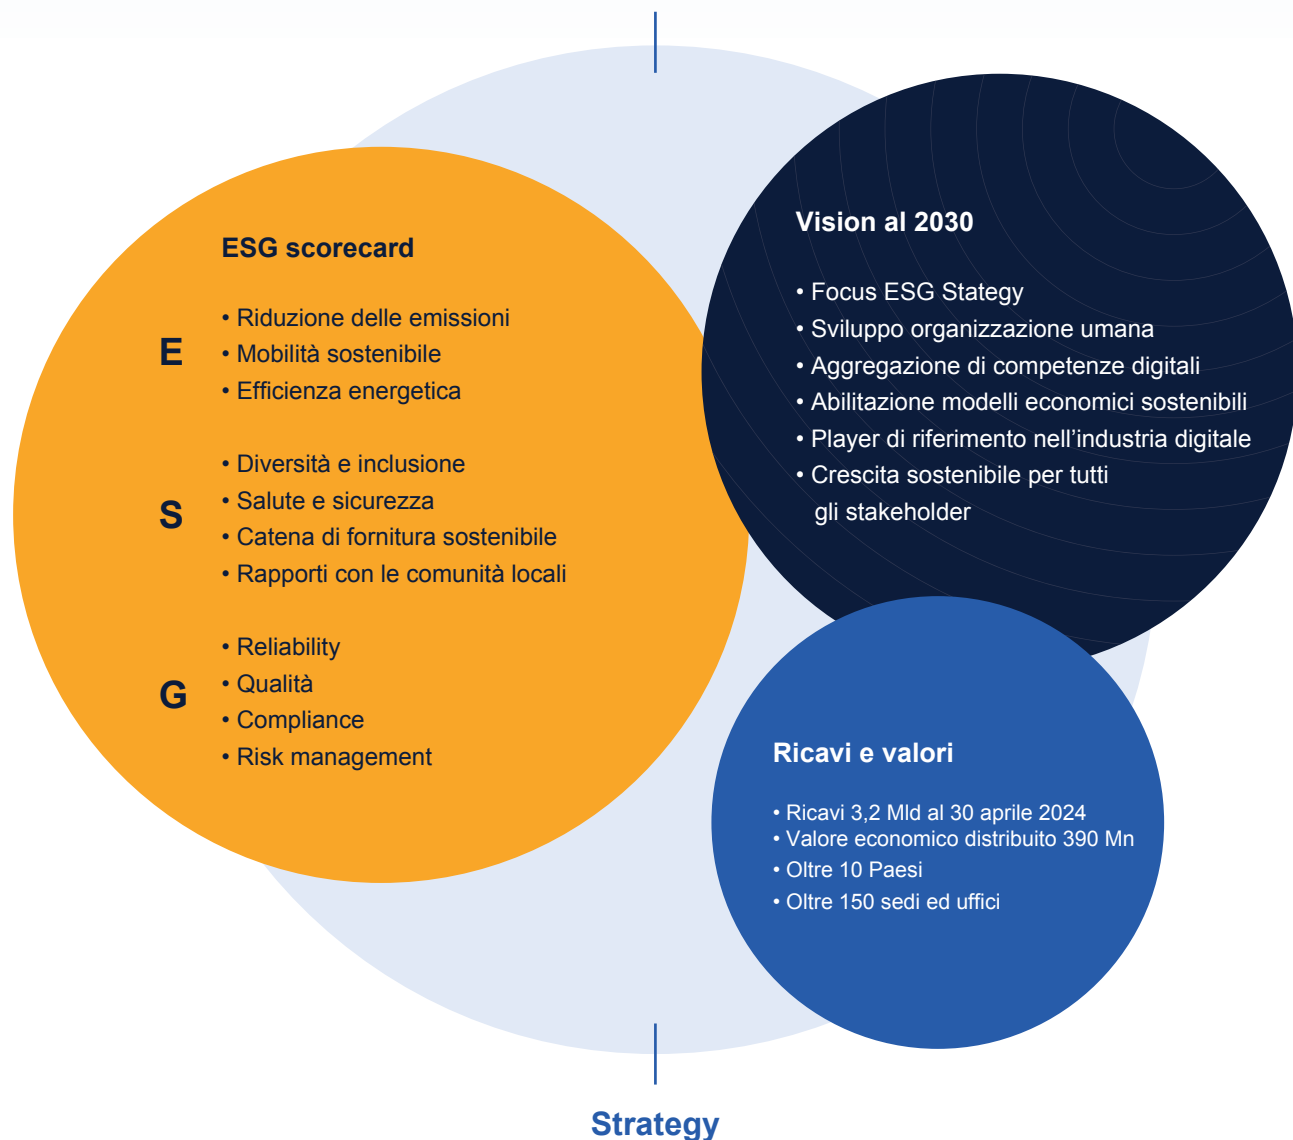 ESG scorecard
E
• Riduzione delle emissioni
• Mobilità sostenibile
• Efficienza energetica
S
• Diversità e inclusione
• Salute e sicurezza
• Catena di fornitura sostenibile
• Rapporti con le comunità locali
G
• Reliability
• Qualità
• Compliance
• Risk management
Vision al 2030
• Focus ESG Stategy
• Sviluppo organizzazione umana
• Aggregazione di competenze digitali
• Abilitazione modelli economici sostenibili
• Player di riferimento nell’industria digitale
• Crescita sostenibile per tutti
gli stakeholder
Ricavi e valori
• Ricavi 3,2 Mld al 30 aprile 2024
• Valore economico distribuito 390 Mn
• Oltre 10 Paesi
• Oltre 150 sedi ed uffici
Strategy